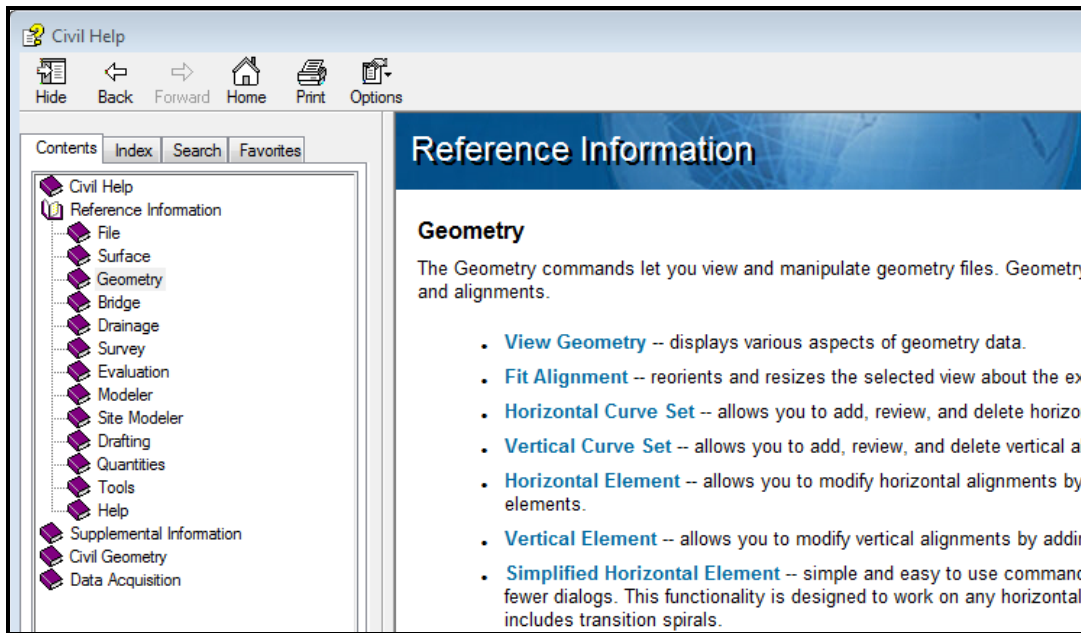 Civil Help
Hide Back Forward Home Print Options
Contents Index Search Favorites
Civil Help
Reference Information
File
Surface
Geometry
Bridge
Drainage
Survey
Evaluation
Modeler
Site Modeler
Drafting
Quantities
Tools
Help
Supplemental Information
Civil Geometry
Data Acquisition
Reference Information
Geometry
The Geometry commands let you view and manipulate geometry files. Geometry
and alignments.
• View Geometry -- displays various aspects of geometry data.
• Fit Alignment -- reorients and resizes the selected view about the ex
• Horizontal Curve Set -- allows you to add, review, and delete horizo
• Vertical Curve Set -- allows you to add, review, and delete vertical a
• Horizontal Element -- allows you to modify horizontal alignments by
elements.
• Vertical Element -- allows you to modify vertical alignments by addi
• Simplified Horizontal Element -- simple and easy to use command
fewer dialogs. This functionality is designed to work on any horizontal
includes transition spirals.